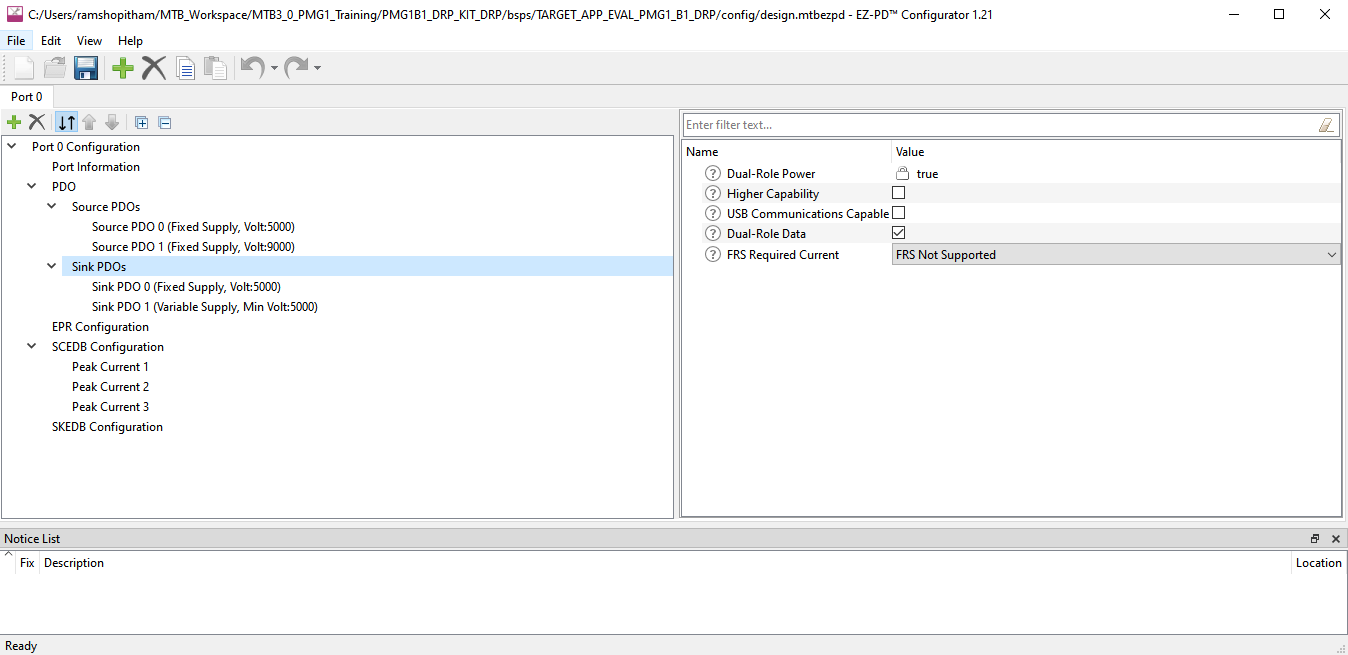 C:/Users/ramshopitham/MTB_Workspace/MTB3_0_PMG1_Training/PMG1B1_DRP_KIT_DRP/bsps/TARGET_APP_EVAL_PMG1_B1_DRP/config/design.mtbezpd - EZ-PD™ Configurator 1.21
File Edit View Help
Port 0
Enter filter text...
Port 0 Configuration
Port Information
PDO
Source PDOs
Source PDO 0 (Fixed Supply, Volt:5000)
Source PDO 1 (Fixed Supply, Volt:9000)
Sink PDOs
Sink PDO 0 (Fixed Supply, Volt:5000)
Sink PDO 1 (Variable Supply, Min Volt:5000)
EPR Configuration
SCEDB Configuration
Peak Current 1
Peak Current 2
Peak Current 3
SKEDB Configuration
Name Value
? Dual-Role Power true
? Higher Capability
? USB Communications Capable
? Dual-Role Data
? FRS Required Current FRS Not Supported
Notice List
Fix Description Location
Ready